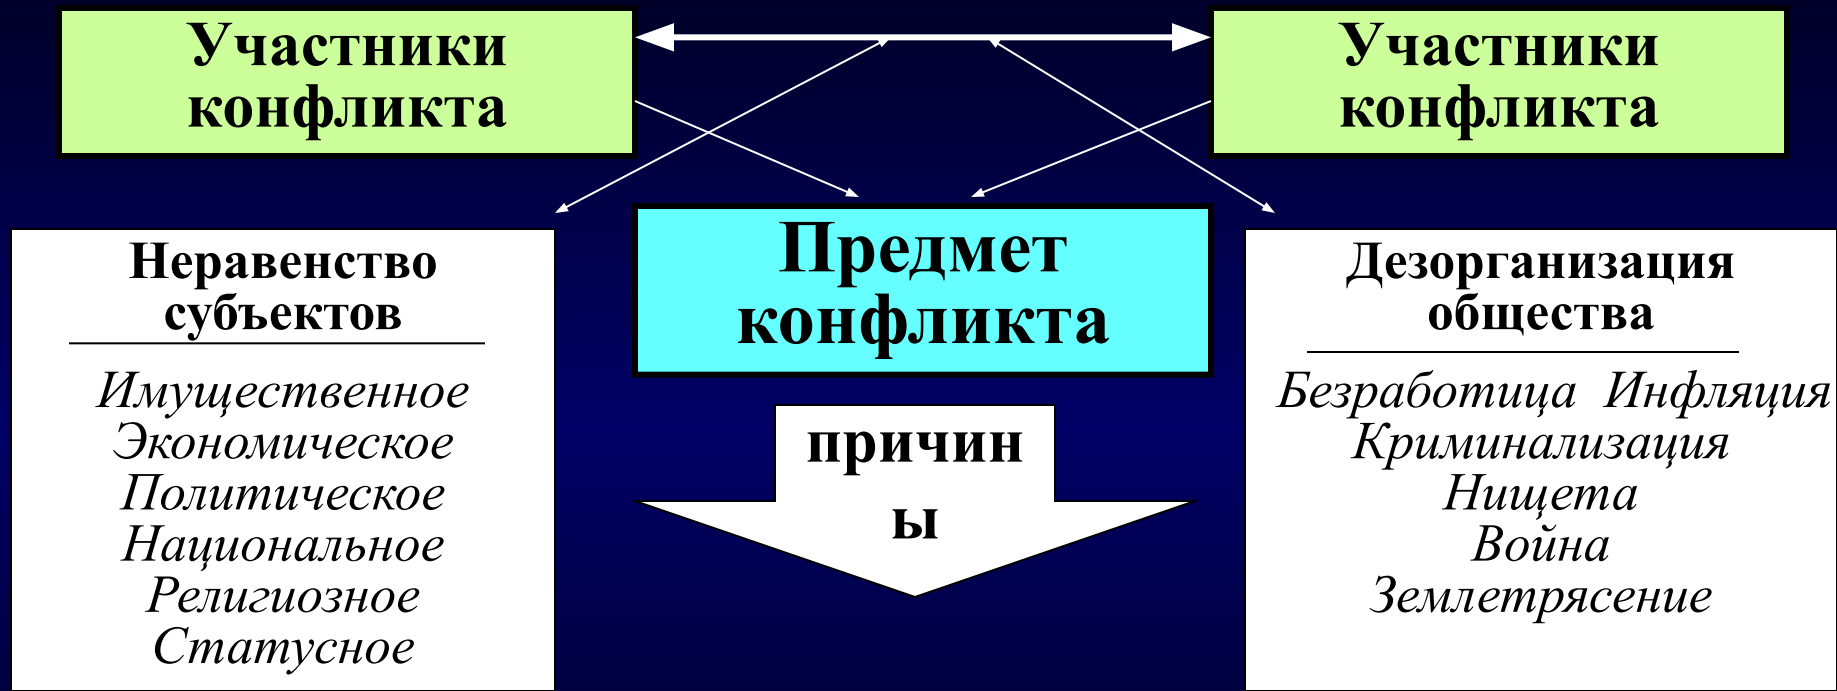 Участники
конфликта
Участники
конфликта
Предмет
конфликта
Неравенство
субъектов
Имущественное
Экономическое
Политическое
Национальное
Религиозное
Статусное
причин
ы
Дезорганизация
общества
Безработица Инфляция
Криминализация
Нищета
Война
Землетрясение